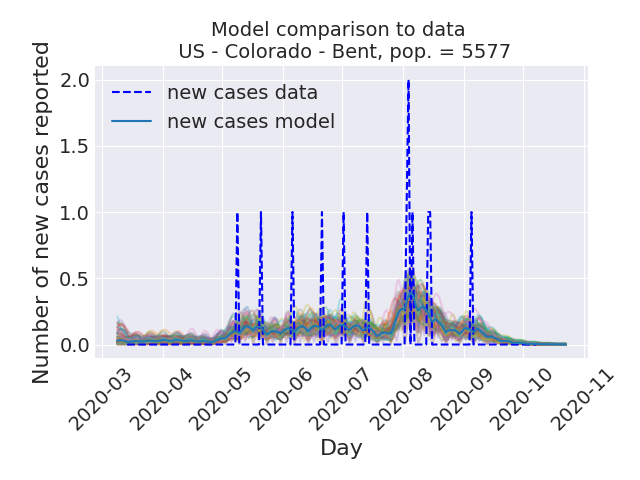 Model comparison to data
US - Colorado - Bent, pop. = 5577
Number of new cases reported
2.0
1.5
1.0
0.5
0.0
new cases data
new cases model
2020-03
2020-04
2020-05
2020-06
2020-07
2020-08
2020-09
2020-10
2020-11
Day